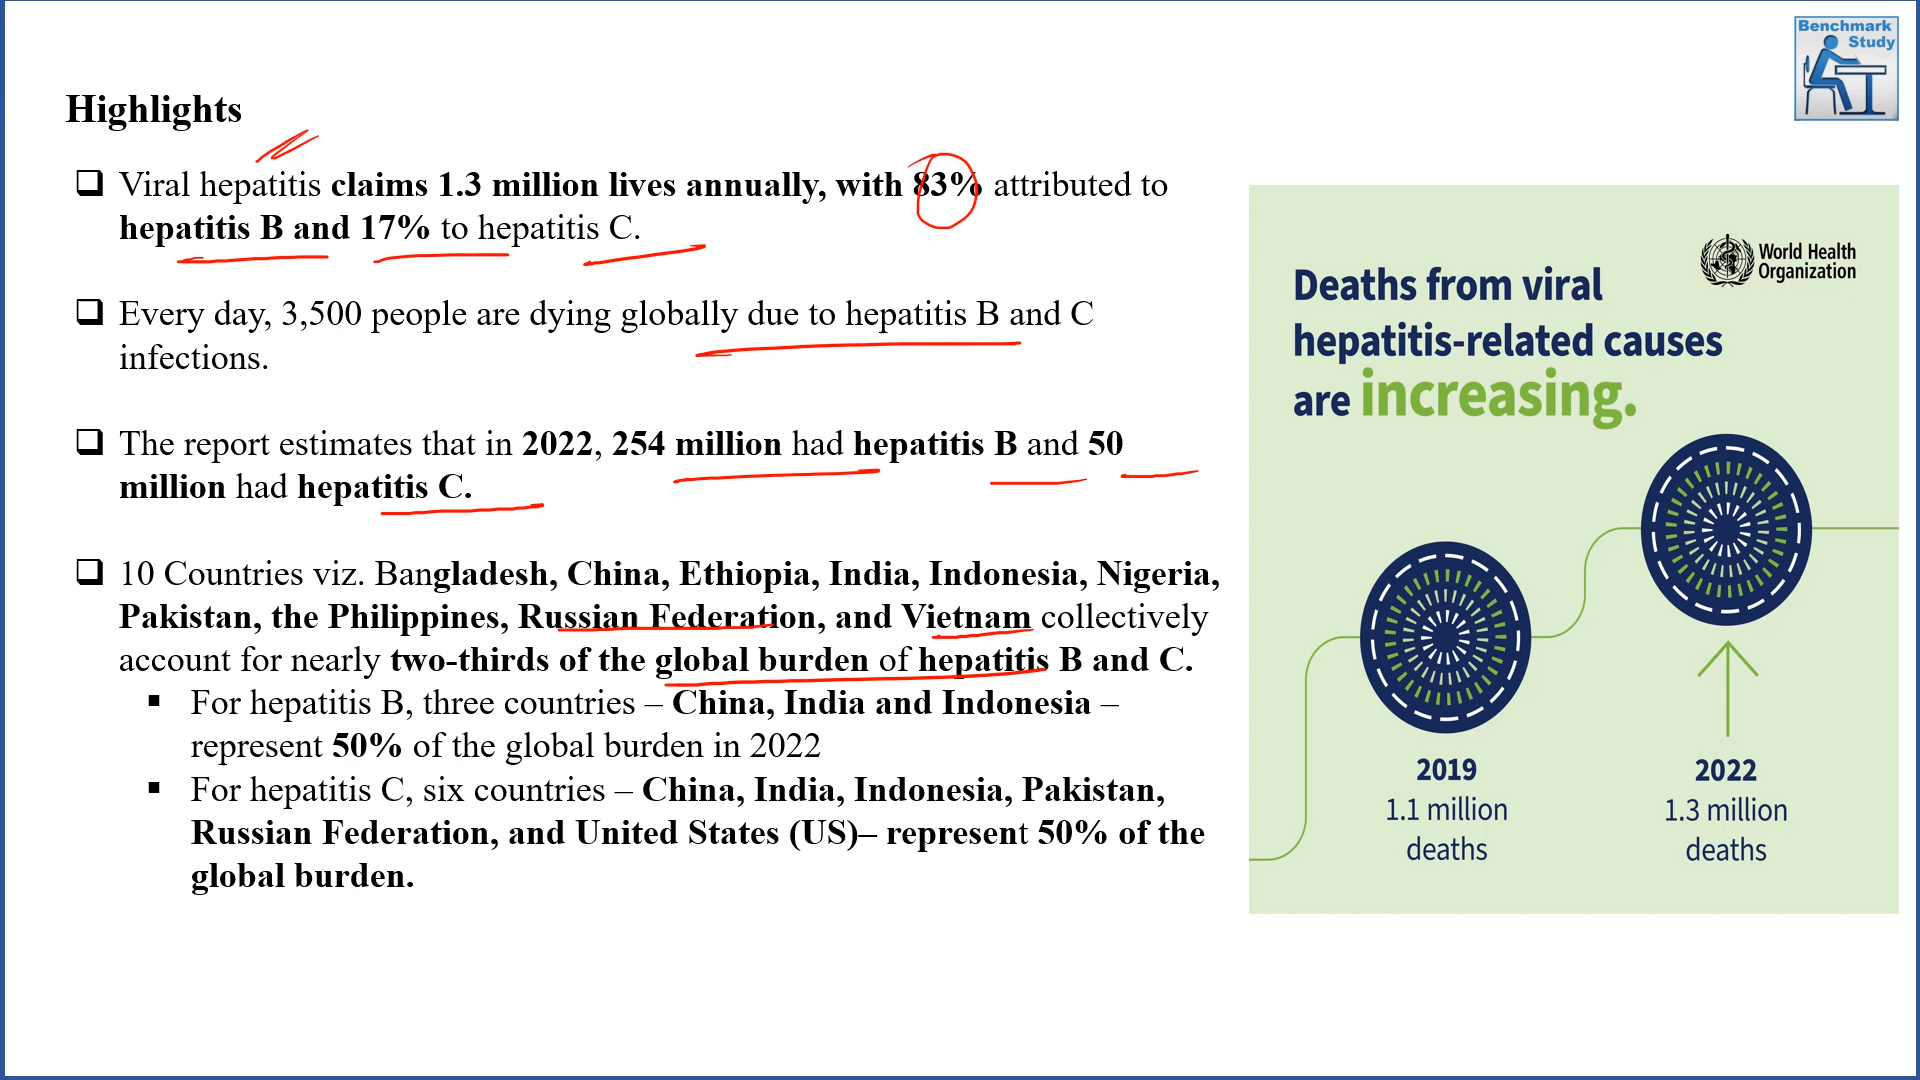 Benchmark
Study
Highlights
Viral hepatitis claims 1.3 million lives annually, with 83% attributed to
hepatitis B and 17% to hepatitis C.
Every day, 3,500 people are dying globally due to hepatitis B and C
infections.
The report estimates that in 2022, 254 million had hepatitis B and 50
million had hepatitis C.
10 Countries viz. Bangladesh, China, Ethiopia, India, Indonesia, Nigeria,
Pakistan, the Philippines, Russian Federation, and Vietnam collectively
account for nearly two-thirds of the global burden of hepatitis B and C.
For hepatitis B, three countries – China, India and Indonesia –
represent 50% of the global burden in 2022
For hepatitis C, six countries – China, India, Indonesia, Pakistan,
Russian Federation, and United States (US)– represent 50% of the
global burden.
World Health
Organization
Deaths from viral
hepatitis-related causes
are increasing.
2019
1.1 million
deaths
2022
1.3 million
deaths